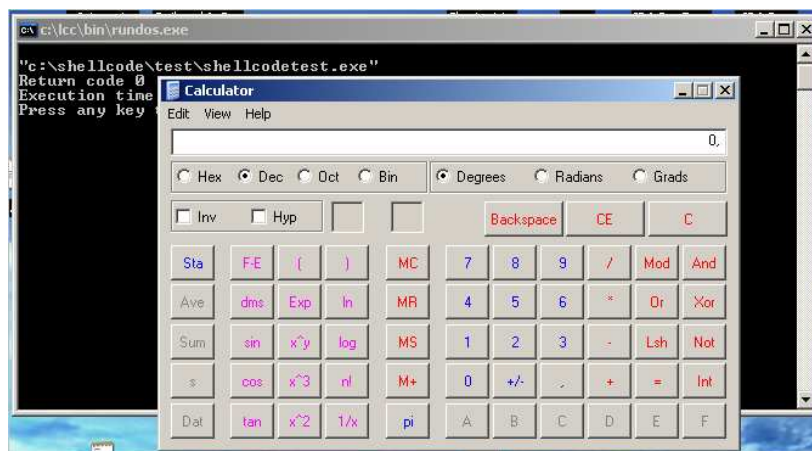 c:\lcc\bin\rundos.exe
"c:\shellcode\test\shellcodetest.exe"
Return code 0
Execution time
Press any key
Calculator
Edit View Help
0,
Hex Dec Oct Bin Degrees Radians Grads
Inv Hyp Backspace CE C
Sta F-E ( ) MC 7 8 9 / Mod And
Ave dms Exp ln MR 4 5 6 * Or Xor
Sum sin x^y log MS 1 2 3 - Lsh Not
s cos x^3 n! M+ 0 +/- , + = Int
Dat tan x^2 1/x pi A B C D E F